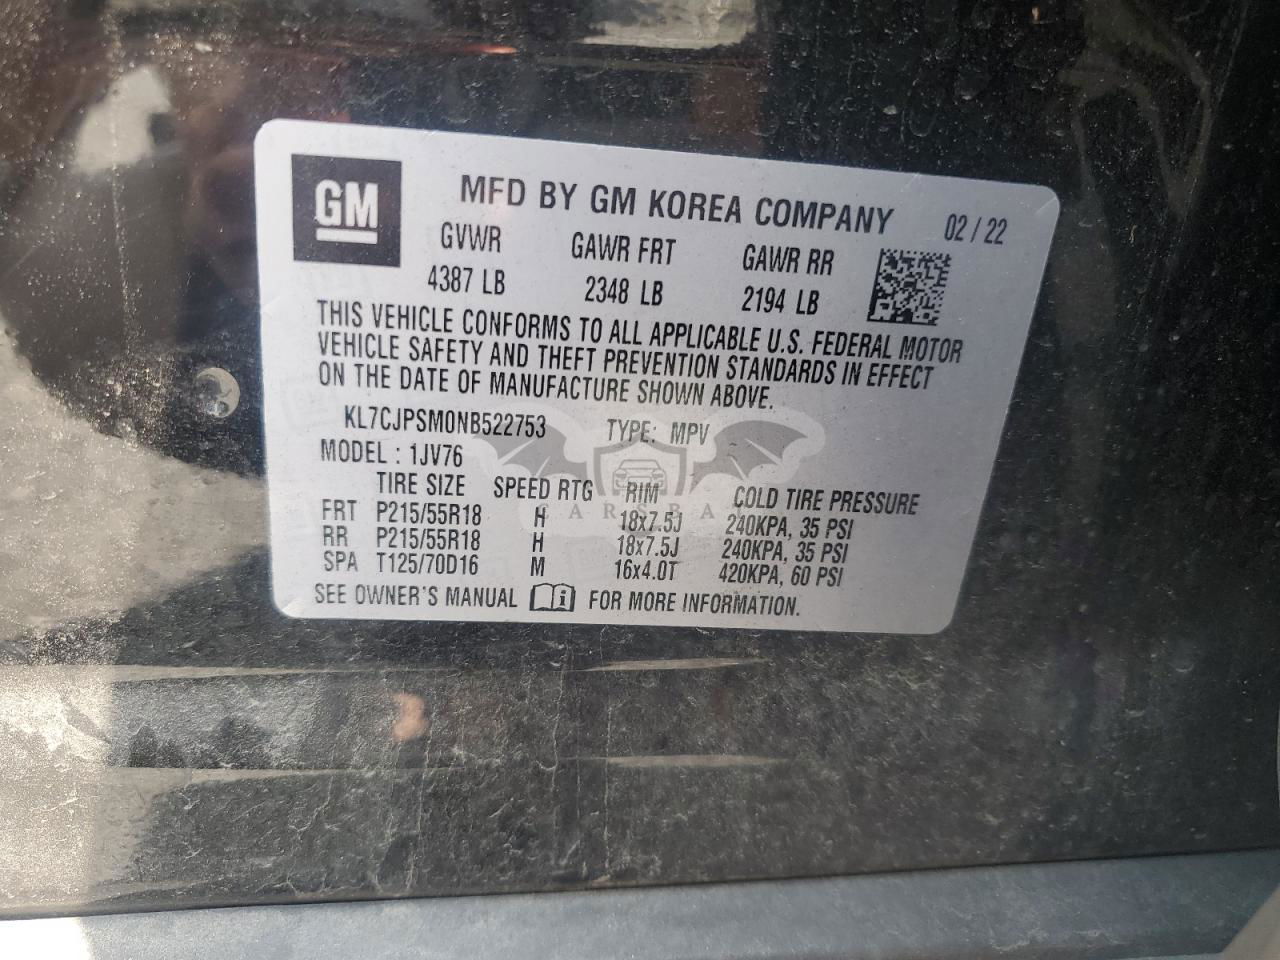 GM MFD BY GM KOREA COMPANY 02 / 22
GVWR GAWR FRT GAWR RR
4387 LB 2348 LB 2194 LB
THIS VEHICLE CONFORMS TO ALL APPLICABLE U.S. FEDERAL MOTOR
VEHICLE SAFETY AND THEFT PREVENTION STANDARDS IN EFFECT
ON THE DATE OF MANUFACTURE SHOWN ABOVE.
KL7CJPSM0NB522753 TYPE: MPV
MODEL : 1JV76
TIRE SIZE SPEED RTG RIM COLD TIRE PRESSURE
FRT P215/55R18 H 18x7.5J 240KPA, 35 PSI
RR P215/55R18 H 18x7.5J 240KPA, 35 PSI
SPA T125/70D16 M 16x4.0T 420KPA, 60 PSI
SEE OWNER'S MANUAL i FOR MORE INFORMATION.